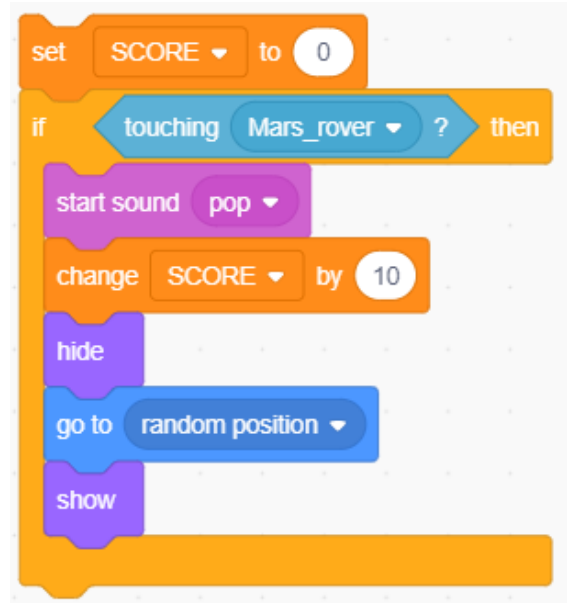 set SCORE to 0
if touching Mars_rover ? then
start sound pop
change SCORE by 10
hide
go to random position
show